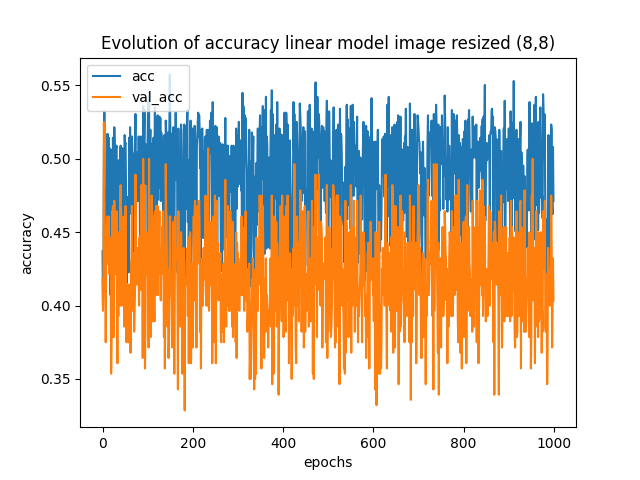 Evolution of accuracy linear model image resized (8,8)
acc
val_acc
0.55
0.50
0.45
0.40
0.35
accuracy
0 200 400 600 800 1000
epochs